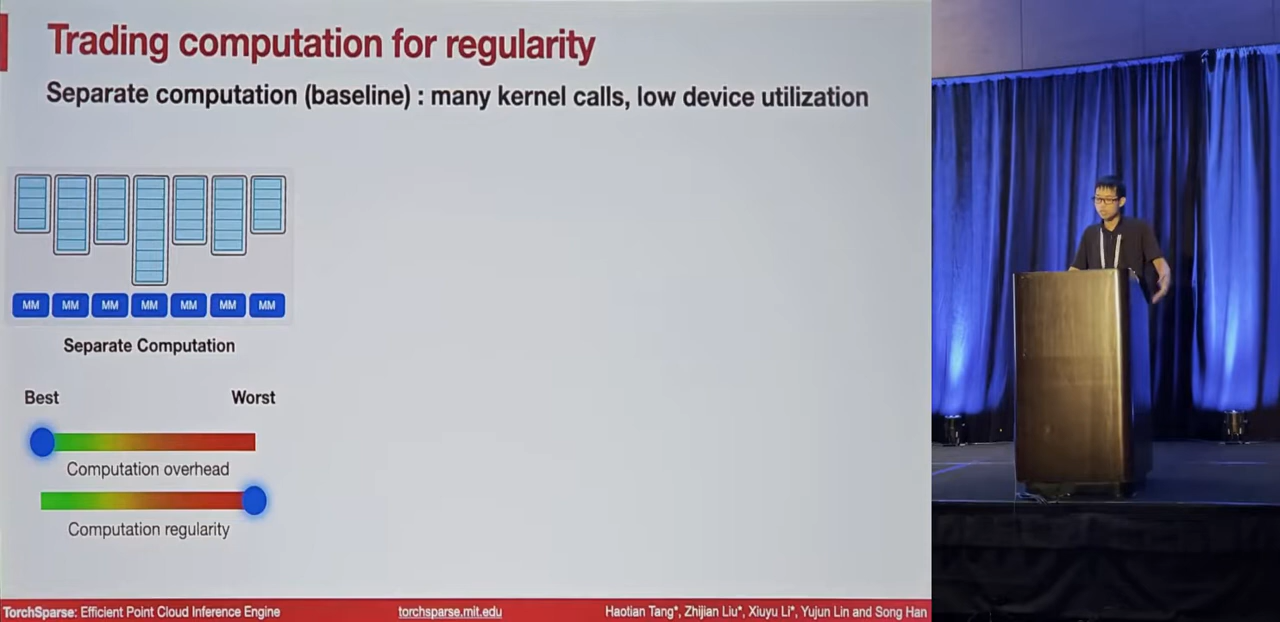 Trading computation for regularity
Separate computation (baseline) : many kernel calls, low device utilization
MM MM MM MM MM MM MM
Separate Computation
Best Worst
Computation overhead
Computation regularity
TorchSparse: Efficient Point Cloud Inference Engine torchsparse.mit.edu Haotian Tang*, Zhijian Liu*, Xiuyu Li*, Yujun Lin and Song Han